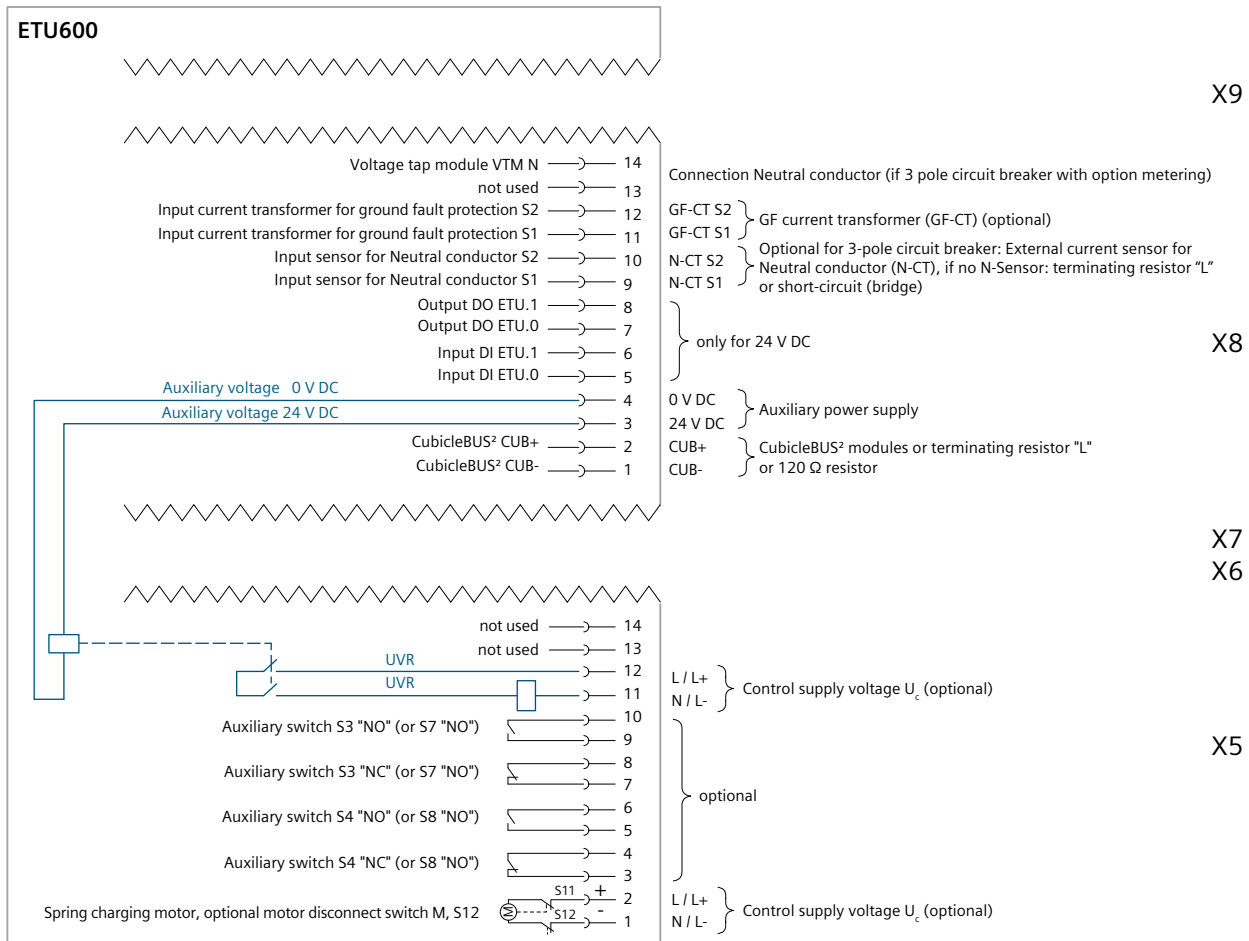 ETU600
X9
Voltage tap module VTM N 14 Connection Neutral conductor (if 3 pole circuit breaker with option metering)
not used 13
Input current transformer for ground fault protection S2 12 GF-CT S2
GF current transformer (GF-CT) (optional)
Input current transformer for ground fault protection S1 11 GF-CT S1
Input sensor for Neutral conductor S2 10 N-CT S2
Input sensor for Neutral conductor S1 9 N-CT S1
Optional for 3-pole circuit breaker: External current sensor for
Neutral conductor (N-CT), if no N-Sensor: terminating resistor “L”
or short-circuit (bridge)
Output DO ETU.1 8
Output DO ETU.0 7
only for 24 V DC
X8
Input DI ETU.1 6
Input DI ETU.0 5
Auxiliary voltage 0 V DC 4 0 V DC
Auxiliary power supply
Auxiliary voltage 24 V DC 3 24 V DC
CubicleBUS² CUB+ 2 CUB+
CubicleBUS² CUB- 1 CUB-
CubicleBUS² modules or terminating resistor "L"
or 120 Ω resistor
X7
X6
not used 14
not used 13
UVR 12 L / L+
UVR 11 N / L-
Control supply voltage Uc (optional)
10
Auxiliary switch S3 "NO" (or S7 "NO")
9
X5
8
Auxiliary switch S3 "NC" (or S7 "NO")
7
optional
6
Auxiliary switch S4 "NO" (or S8 "NO")
5
4
Auxiliary switch S4 "NC" (or S8 "NO")
3
S11 + 2 L / L+
Spring charging motor, optional motor disconnect switch M, S12 M S12 - 1 N / L-
Control supply voltage Uc (optional)